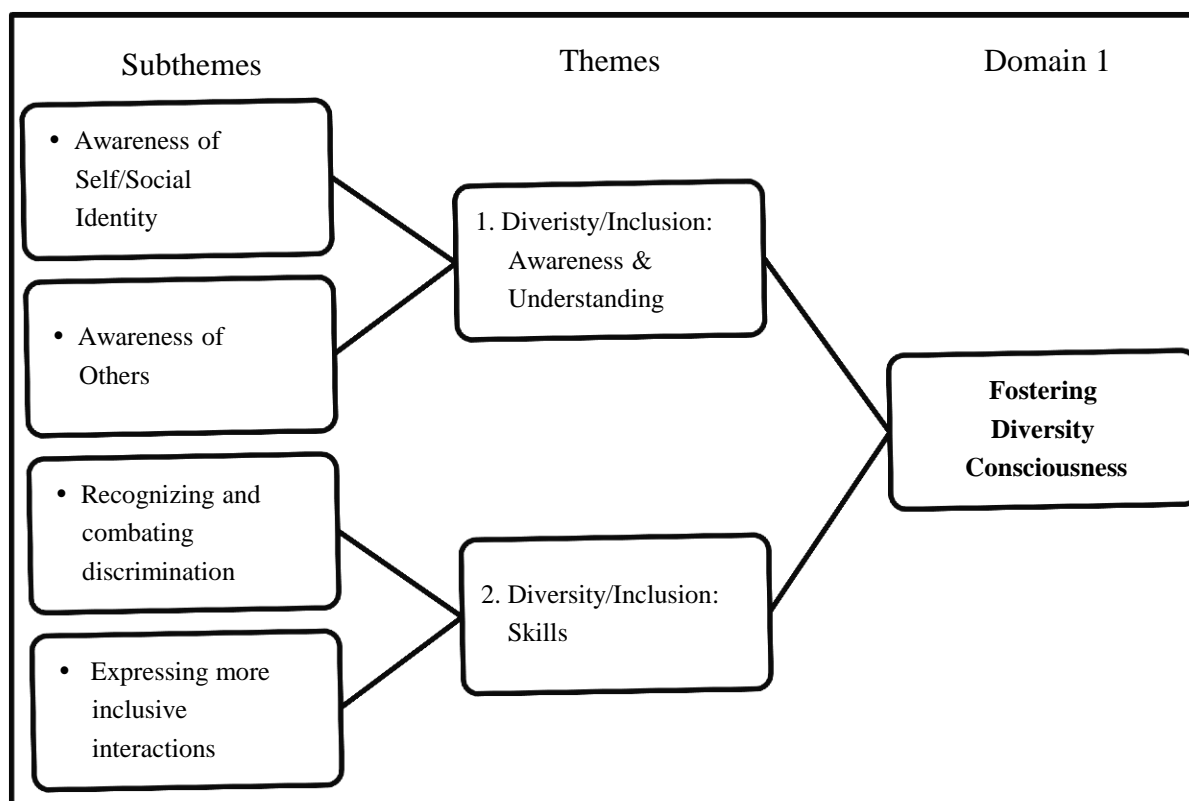 Subthemes
Themes
Domain 1
• Awareness of
Self/Social
Identity
• Awareness of
Others
• Recognizing and
combating
discrimination
• Expressing more
inclusive
interactions
1. Diveristy/Inclusion:
Awareness &
Understanding
2. Diversity/Inclusion:
Skills
Fostering
Diversity
Consciousness